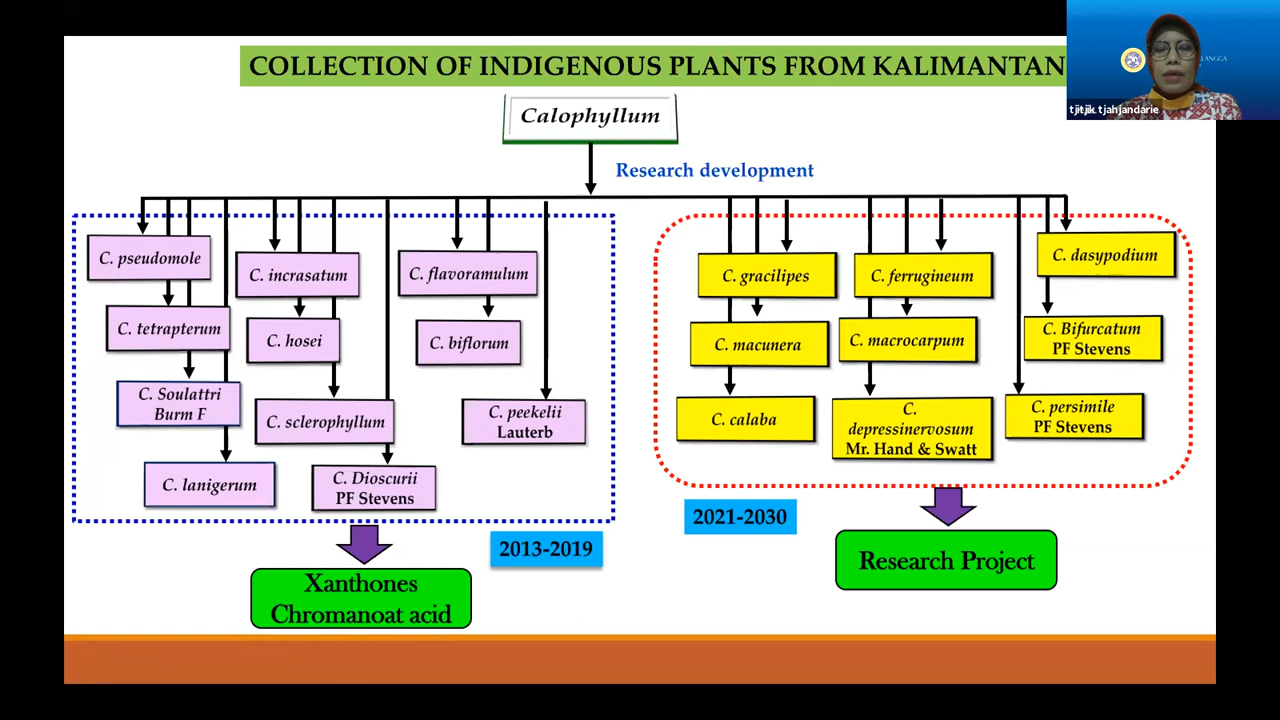 COLLECTION OF INDIGENOUS PLANTS FROM KALIMANTAN
LANGGA
tjitjik tjahjandarie
Calophyllum
Research development
C. pseudomole
C. tetrapterum
C. Soulattri
Burm F
C. lanigerum
C. incrasatum
C. hosei
C. sclerophyllum
C. Dioscurii
PF Stevens
C. flavoramulum
C. biflorum
C. peekelii
Lauterb
C. gracilipes
C. macunera
C. calaba
C. ferrugineum
C. macrocarpum
C.
depressinervosum
Mr. Hand & Swatt
C. dasypodium
C. Bifurcatum
PF Stevens
C. persimile
PF Stevens
2013-2019
2021-2030
Xanthones
Chromanoat acid
Research Project